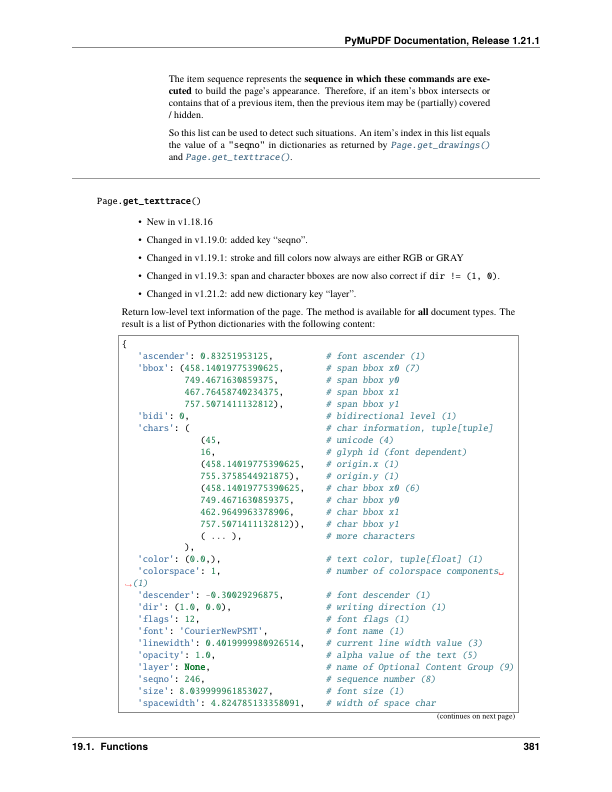 PyMuPDF Documentation, Release 1.21.1
The item sequence represents the sequence in which these commands are exe-
cuted to build the page's appearance. Therefore, if an item's bbox intersects or
contains that of a previous item, then the previous item may be (partially) covered
/ hidden.
So this list can be used to detect such situations. An item's index in this list equals
the value of a "seqno" in dictionaries as returned by Page.get_drawings()
and Page.get_texttrace().
Page.get_texttrace()
• New in v1.18.16
• Changed in v1.19.0: added key “seqno”.
• Changed in v1.19.1: stroke and fill colors now always are either RGB or GRAY
• Changed in v1.19.3: span and character bboxes are now also correct if dir != (1, 0).
• Changed in v1.21.2: add new dictionary key “layer”.
Return low-level text information of the page. The method is available for all document types. The
result is a list of Python dictionaries with the following content:
{
'ascender': 0.83251953125, # font ascender (1)
'bbox': (458.14019775390625, # span bbox x0 (7)
749.4671630859375, # span bbox y0
467.76458740234375, # span bbox x1
757.5071411132812), # span bbox y1
'bidi': 0, # bidirectional level (1)
'chars': ( # char information, tuple[tuple]
(45, # unicode (4)
16, # glyph id (font dependent)
(458.14019775390625, # origin.x (1)
755.3758544921875), # origin.y (1)
(458.14019775390625, # char bbox x0 (6)
749.4671630859375, # char bbox y0
462.9649963378906, # char bbox x1
757.5071411132812)), # char bbox y1
( ... ), # more characters
),
'color': (0.0,), # text color, tuple[float] (1)
'colorspace': 1, # number of colorspace components␣
↪(1)
'descender': -0.30029296875, # font descender (1)
'dir': (1.0, 0.0), # writing direction (1)
'flags': 12, # font flags (1)
'font': 'CourierNewPSMT', # font name (1)
'linewidth': 0.4019999980926514, # current line width value (3)
'opacity': 1.0, # alpha value of the text (5)
'layer': None, # name of Optional Content Group (9)
'seqno': 246, # sequence number (8)
'size': 8.039999961853027, # font size (1)
'spacewidth': 4.824785133358091, # width of space char
(continues on next page)
19.1. Functions 381